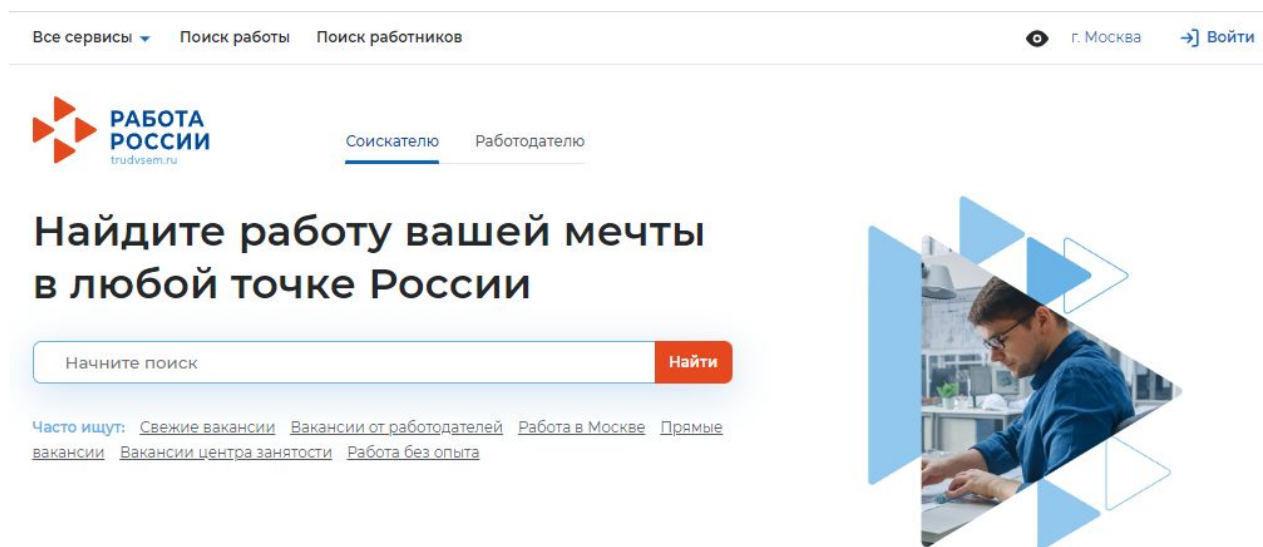 Все сервисы Поиск работы Поиск работников г. Москва Войти
РАБОТА
РОССИИ
trudvsem.ru
Соискателю Работодателю
Найдите работу вашей мечты
в любой точке России
Начните поиск Найти
Часто ищут: Свежие вакансии Вакансии от работодателей Работа в Москве Прямые
вакансии Вакансии центра занятости Работа без опыта